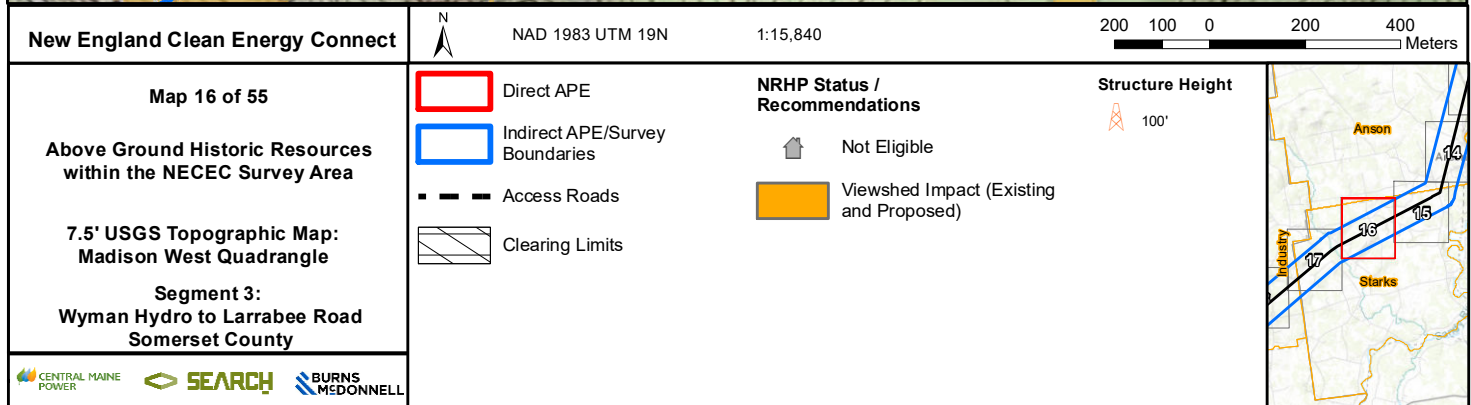 New England Clean Energy Connect
N
NAD 1983 UTM 19N
1:15,840
200 100 0 200 400
Meters
Map 16 of 55
Above Ground Historic Resources
within the NECEC Survey Area
7.5' USGS Topographic Map:
Madison West Quadrangle
Segment 3:
Wyman Hydro to Larrabee Road
Somerset County
CENTRAL MAINE
POWER
SEARCH
BURNS
McDONNELL
Direct APE
Indirect APE/Survey
Boundaries
Access Roads
Clearing Limits
NRHP Status /
Recommendations
Not Eligible
Viewshed Impact (Existing
and Proposed)
Structure Height
100'
Anson
14
15
16
Industry
17
Starks